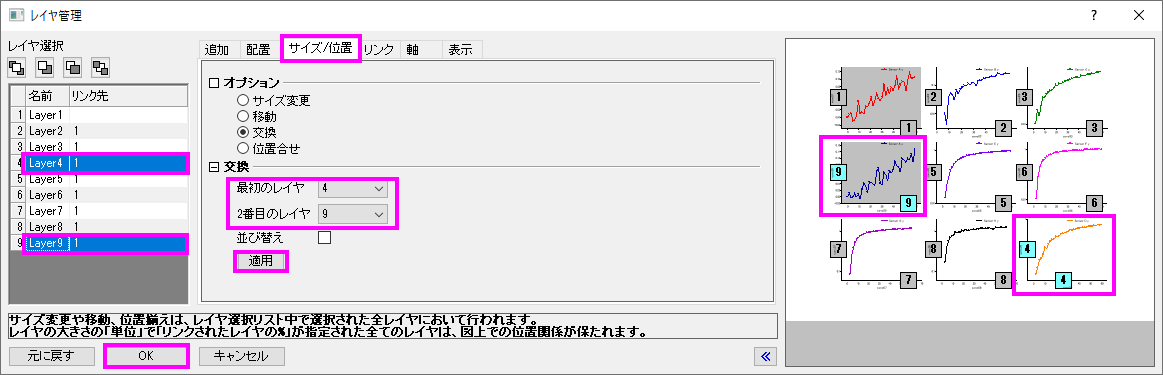 レイヤ管理
?
レイヤ選択
名前 リンク先
1 Layer1
2 Layer2 1
3 Layer3 1
4 Layer4 1
5 Layer5 1
6 Layer6 1
7 Layer7 1
8 Layer8 1
9 Layer9 1
追加 配置 サイズ/位置 リンク 軸 表示
オプション
サイズ変更
移動
交換
位置合せ
交換
最初のレイヤ 4
2番目のレイヤ 9
並び替え
適用
サイズ変更や移動、位置揃えは、レイヤ選択リスト中で選択された全レイヤにおいて行われます。
レイヤの大きさの「単位」で「リンクされたレイヤの%」が指定された全てのレイヤは、図上での位置関係が保たれます。
元に戻す OK キャンセル
1 2 3
1 2 3
9 5 6
9 5 6
7 8 4
7 8 4